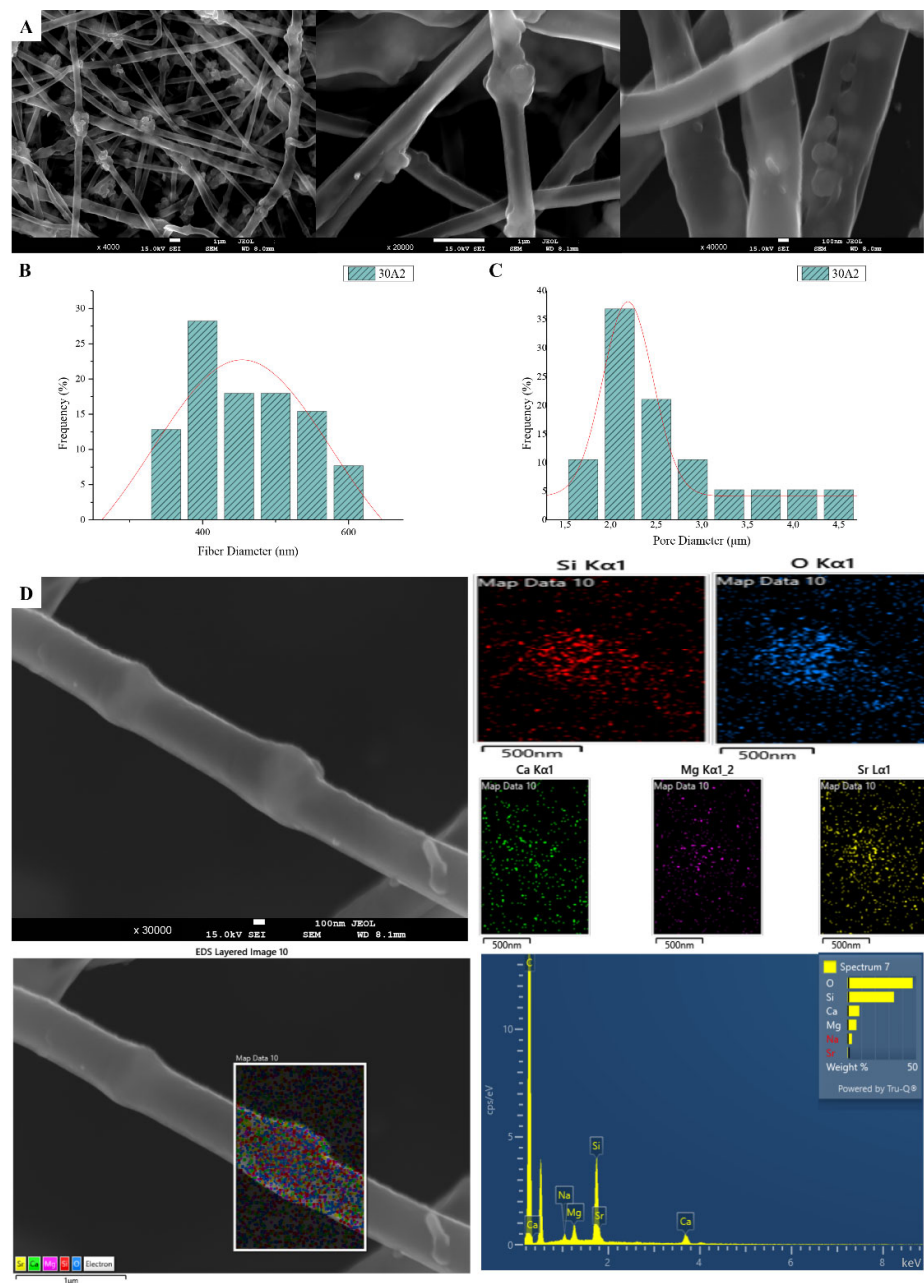 A
x 4000 15.0kV SEI 1µm JEOL SEM WD 8.0mm
x 20000 15.0kV SEI 1µm JEOL SEM WD 8.1mm
x 40000 15.0kV SEI 100nm JEOL SEM WD 8.0mm
B
30A2
Frequency (%)
30
25
20
15
10
5
0
400 600
Fiber Diameter (nm)
C
30A2
Frequency (%)
40
35
30
25
20
15
10
5
0
1,5 2,0 2,5 3,0 3,5 4,0 4,5
Pore Diameter (µm)
D
x 30000 15.0kV SEI 100nm JEOL SEM WD 8.1mm
Si Kα1
Map Data 10
500nm
O Kα1
Map Data 10
500nm
Ca Kα1
Map Data 10
500nm
Mg Kα1_2
Map Data 10
500nm
Sr Lα1
Map Data 10
500nm
EDS Layered Image 10
Map Data 10
Sr Ca Mg Si O Electron
1µm
Spectrum 7
O
Si
Ca
Mg
Na
Sr
Weight % 50
Powered by Tru-Q®
cps/eV
10
5
0
C
Ca
Na
Mg
Si
Sr
Ca
2 4 6 8 keV